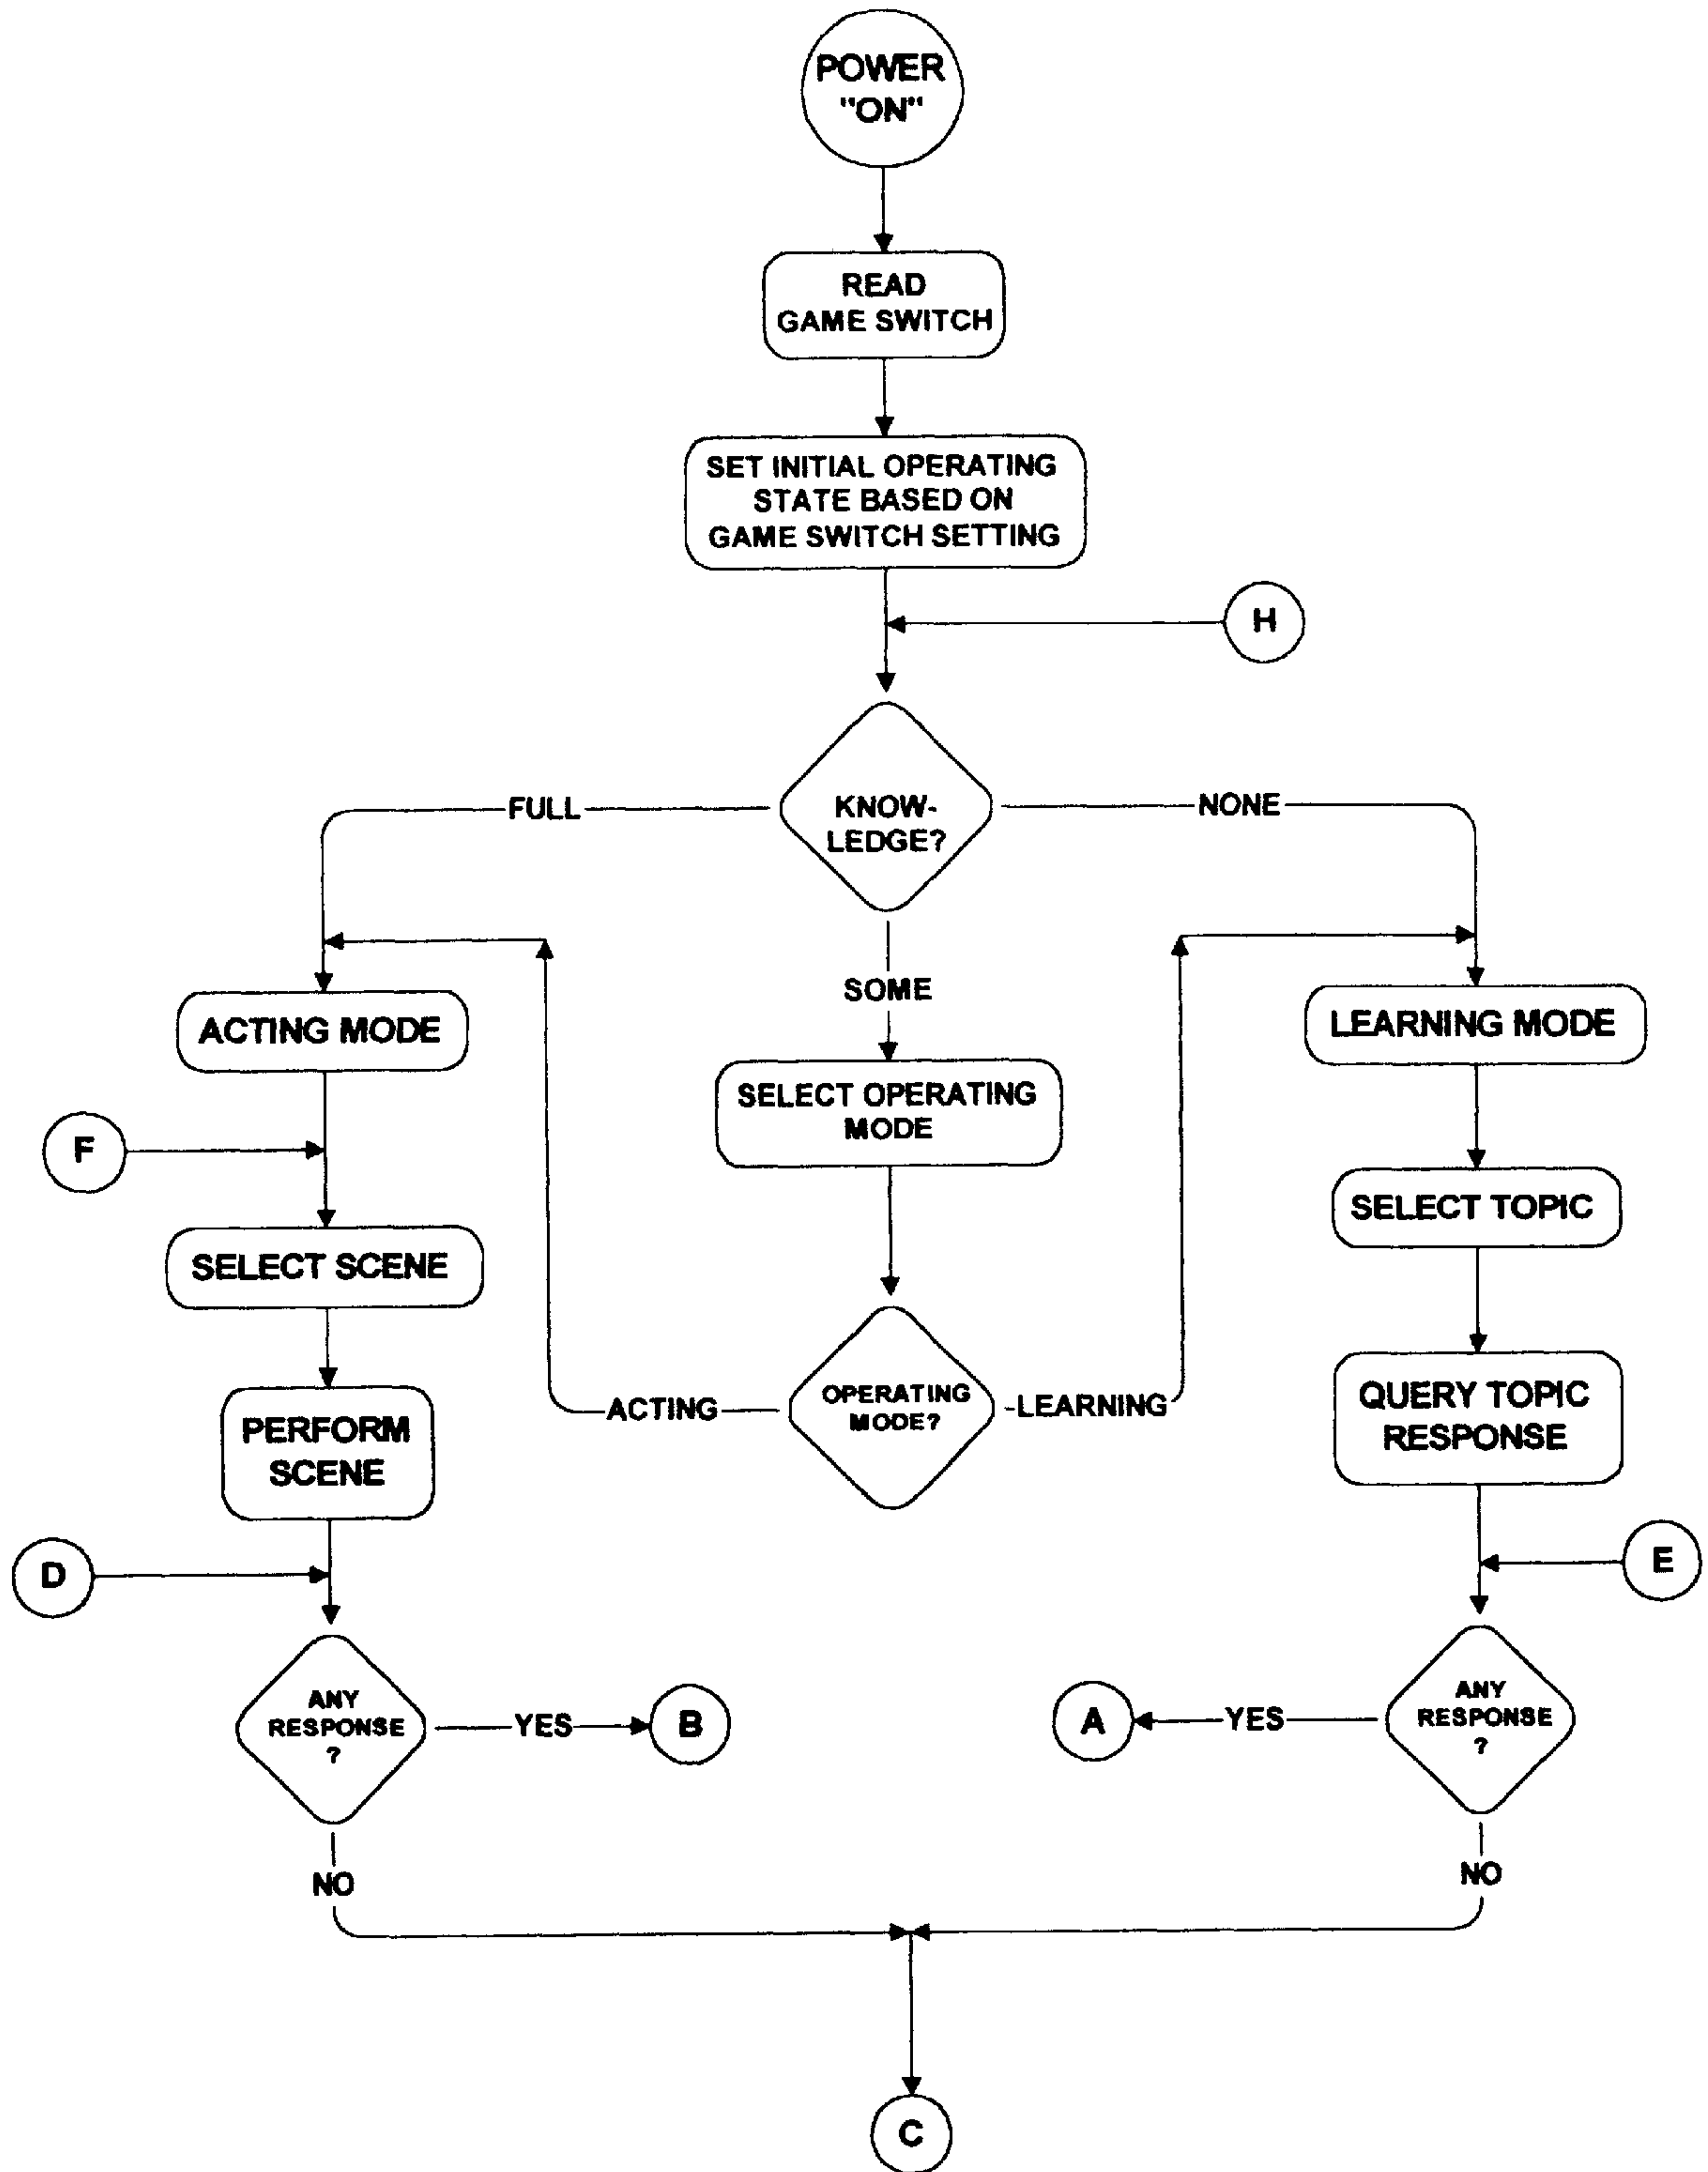 POWER
"ON"
READ
GAME SWITCH
SET INITIAL OPERATING
STATE BASED ON
GAME SWITCH SETTING
H
FULL
KNOW-
LEDGE?
NONE
SOME
ACTING MODE
LEARNING MODE
SELECT OPERATING
MODE
F
SELECT TOPIC
SELECT SCENE
ACTING
OPERATING
MODE?
LEARNING
QUERY TOPIC
RESPONSE
PERFORM
SCENE
D
E
ANY
RESPONSE
?
YES
B
A
YES
ANY
RESPONSE
?
NO
NO
C